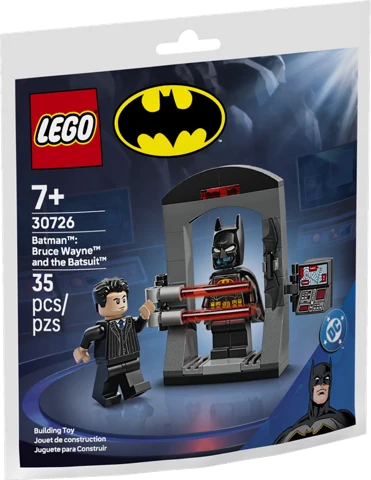 LEGO
7+
30726
Batman™:
Bruce Wayne™
and the Batsuit™
35
pcs/
pzs
DC
Building Toy
Jouet de construction
Juguete para Construir